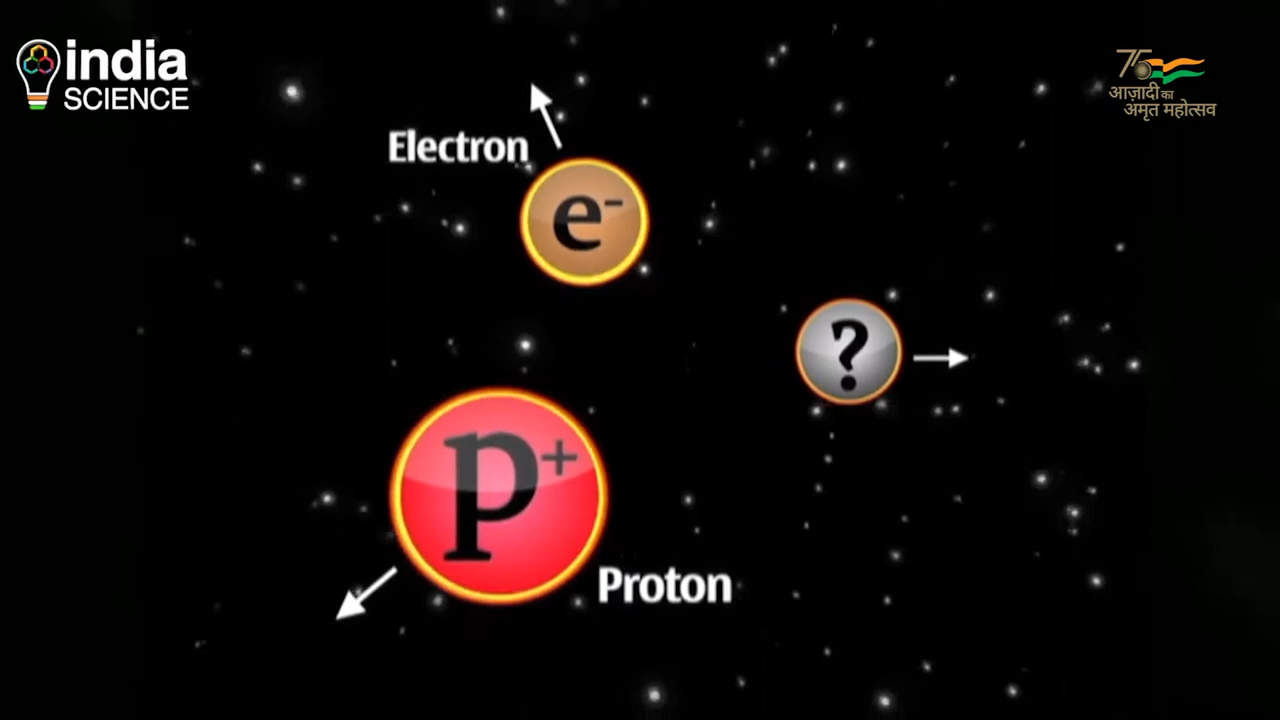 india
SCIENCE
75
आज़ादी का
अमृत महोत्सव
Electron
e-
?
p+
Proton